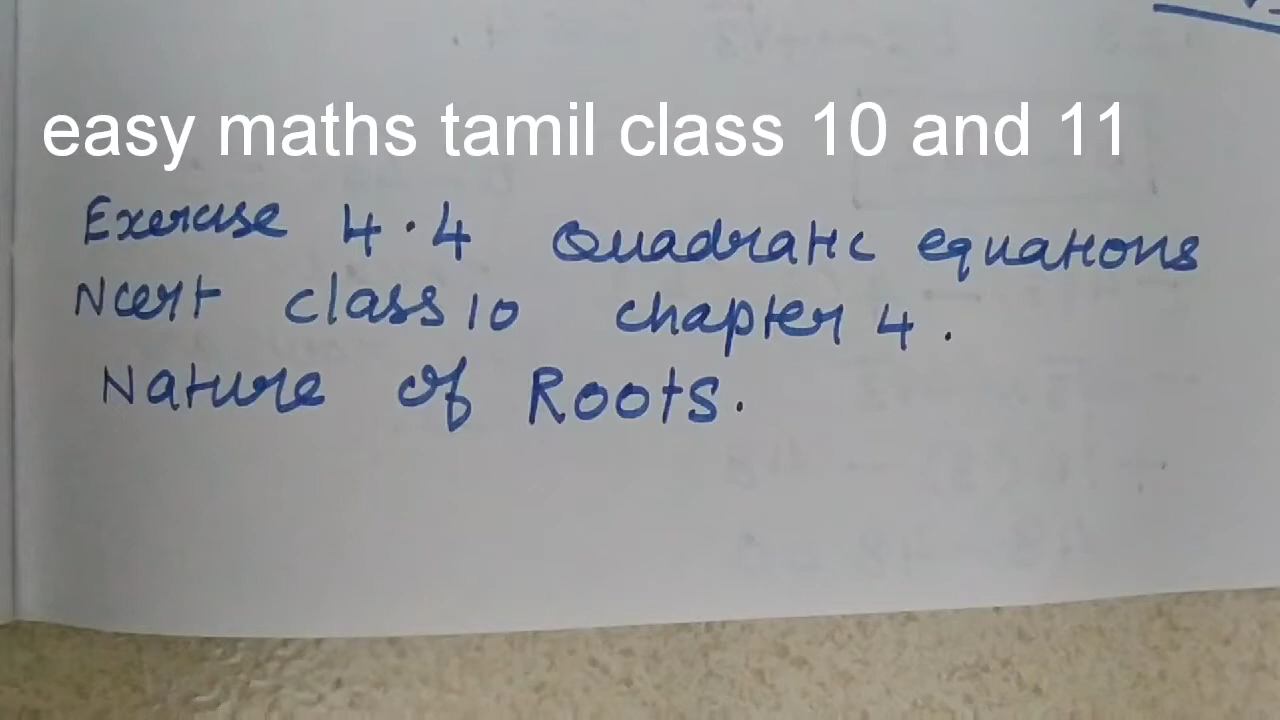 easy maths tamil class 10 and 11
Exercise 4.4 Quadratic equations
Ncert class 10 chapter 4.
Nature of Roots.